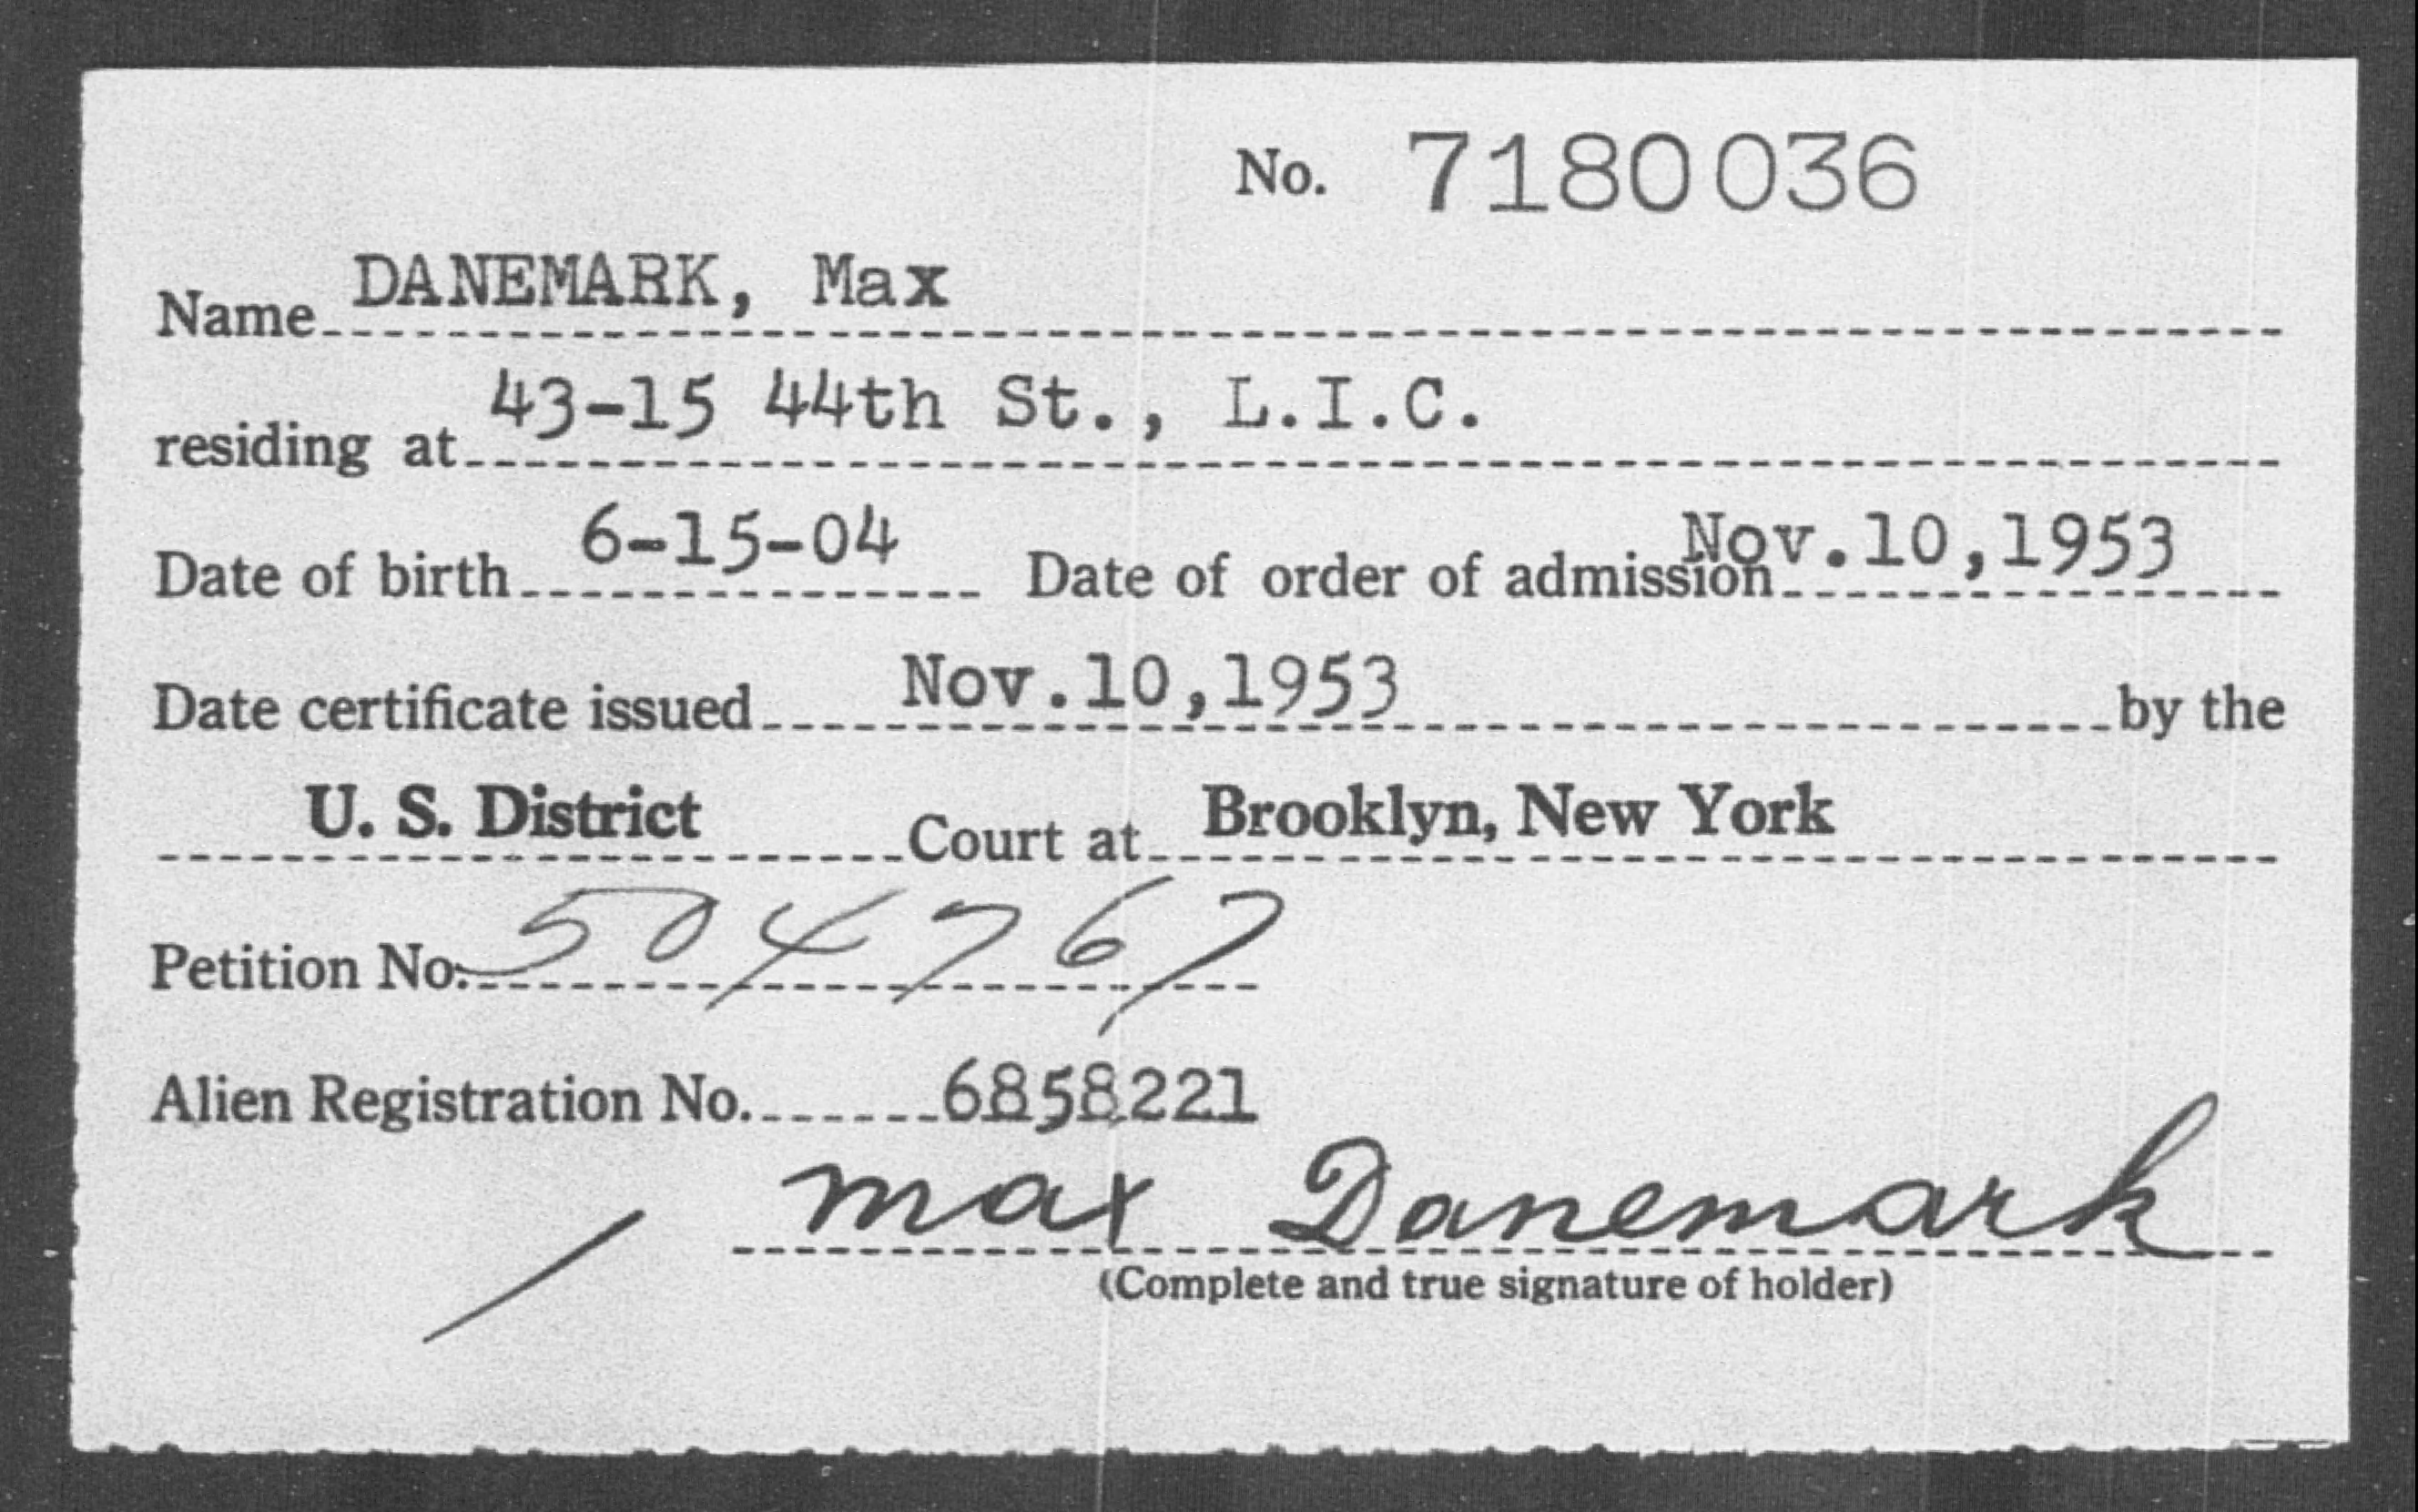 No. 7180036
Name DANEMARK, Max
residing at 43-15 44th St., L.I.C.
Date of birth 6-15-04 Date of order of admission Nov.10,1953
Date certificate issued Nov.10,1953 by the
U. S. District Court at Brooklyn, New York
Petition No. 504767
Alien Registration No. 6858221
Max Danemark
(Complete and true signature of holder)